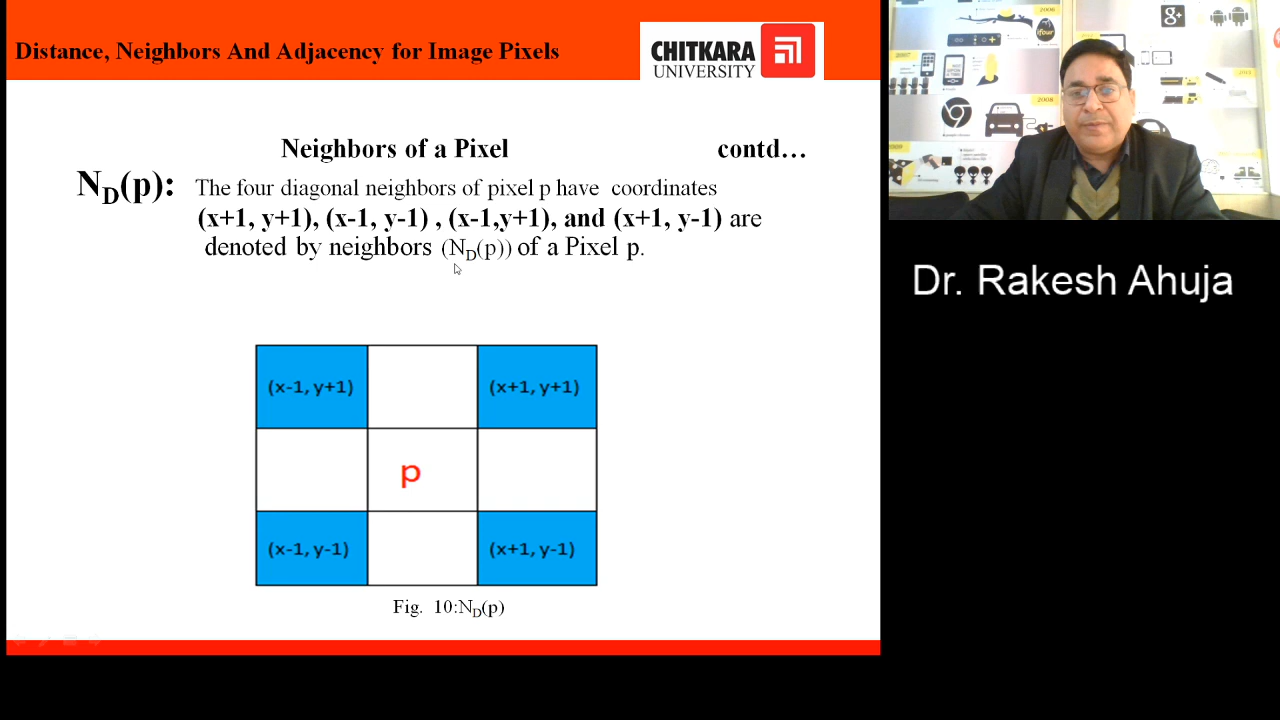 Distance, Neighbors And Adjacency for Image Pixels
CHITKARA
UNIVERSITY
Neighbors of a Pixel contd…
N_D(p): The four diagonal neighbors of pixel p have coordinates
(x+1, y+1), (x-1, y-1) , (x-1,y+1), and (x+1, y-1) are
denoted by neighbors (N_D(p)) of a Pixel p.
(x-1, y+1) (x+1, y+1)
p
(x-1, y-1) (x+1, y-1)
Fig. 10:N_D(p)
Dr. Rakesh Ahuja
2006
2008